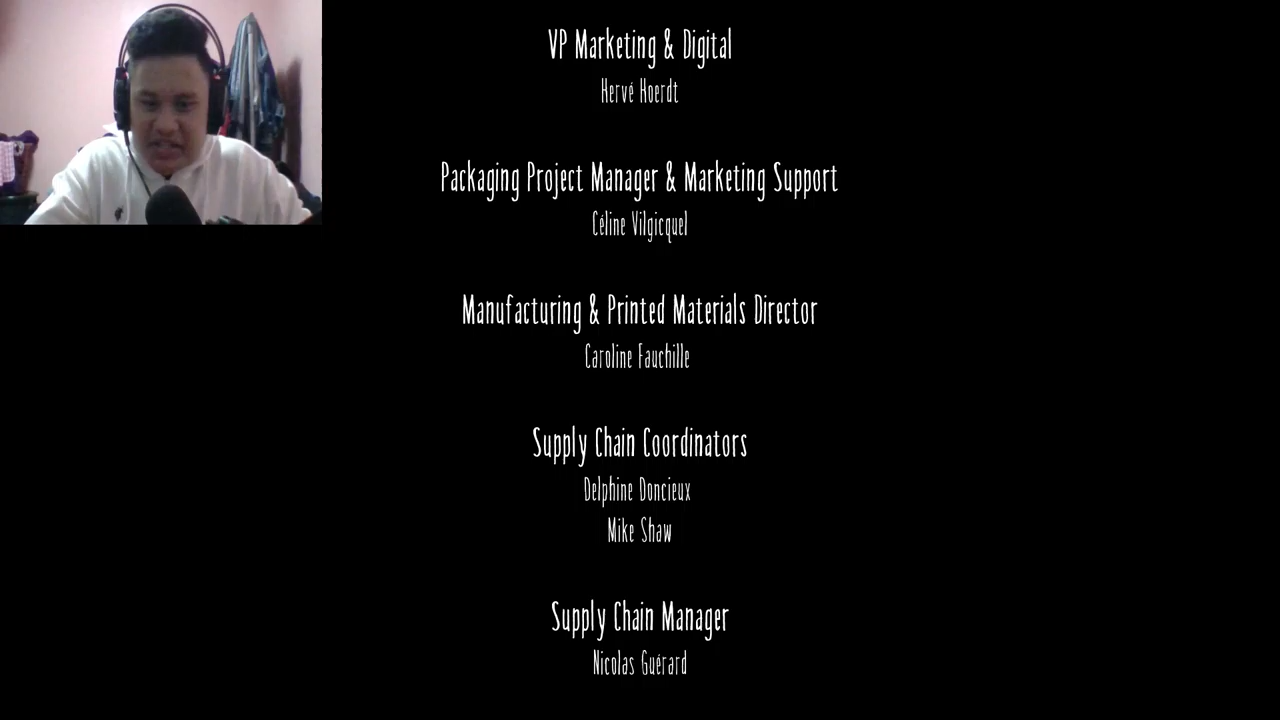 VP Marketing & Digital
Hervé Hoerdt
Packaging Project Manager & Marketing Support
Céline Vilgicquel
Manufacturing & Printed Materials Director
Caroline Fauchille
Supply Chain Coordinators
Delphine Doncieux
Mike Shaw
Supply Chain Manager
Nicolas Guérard